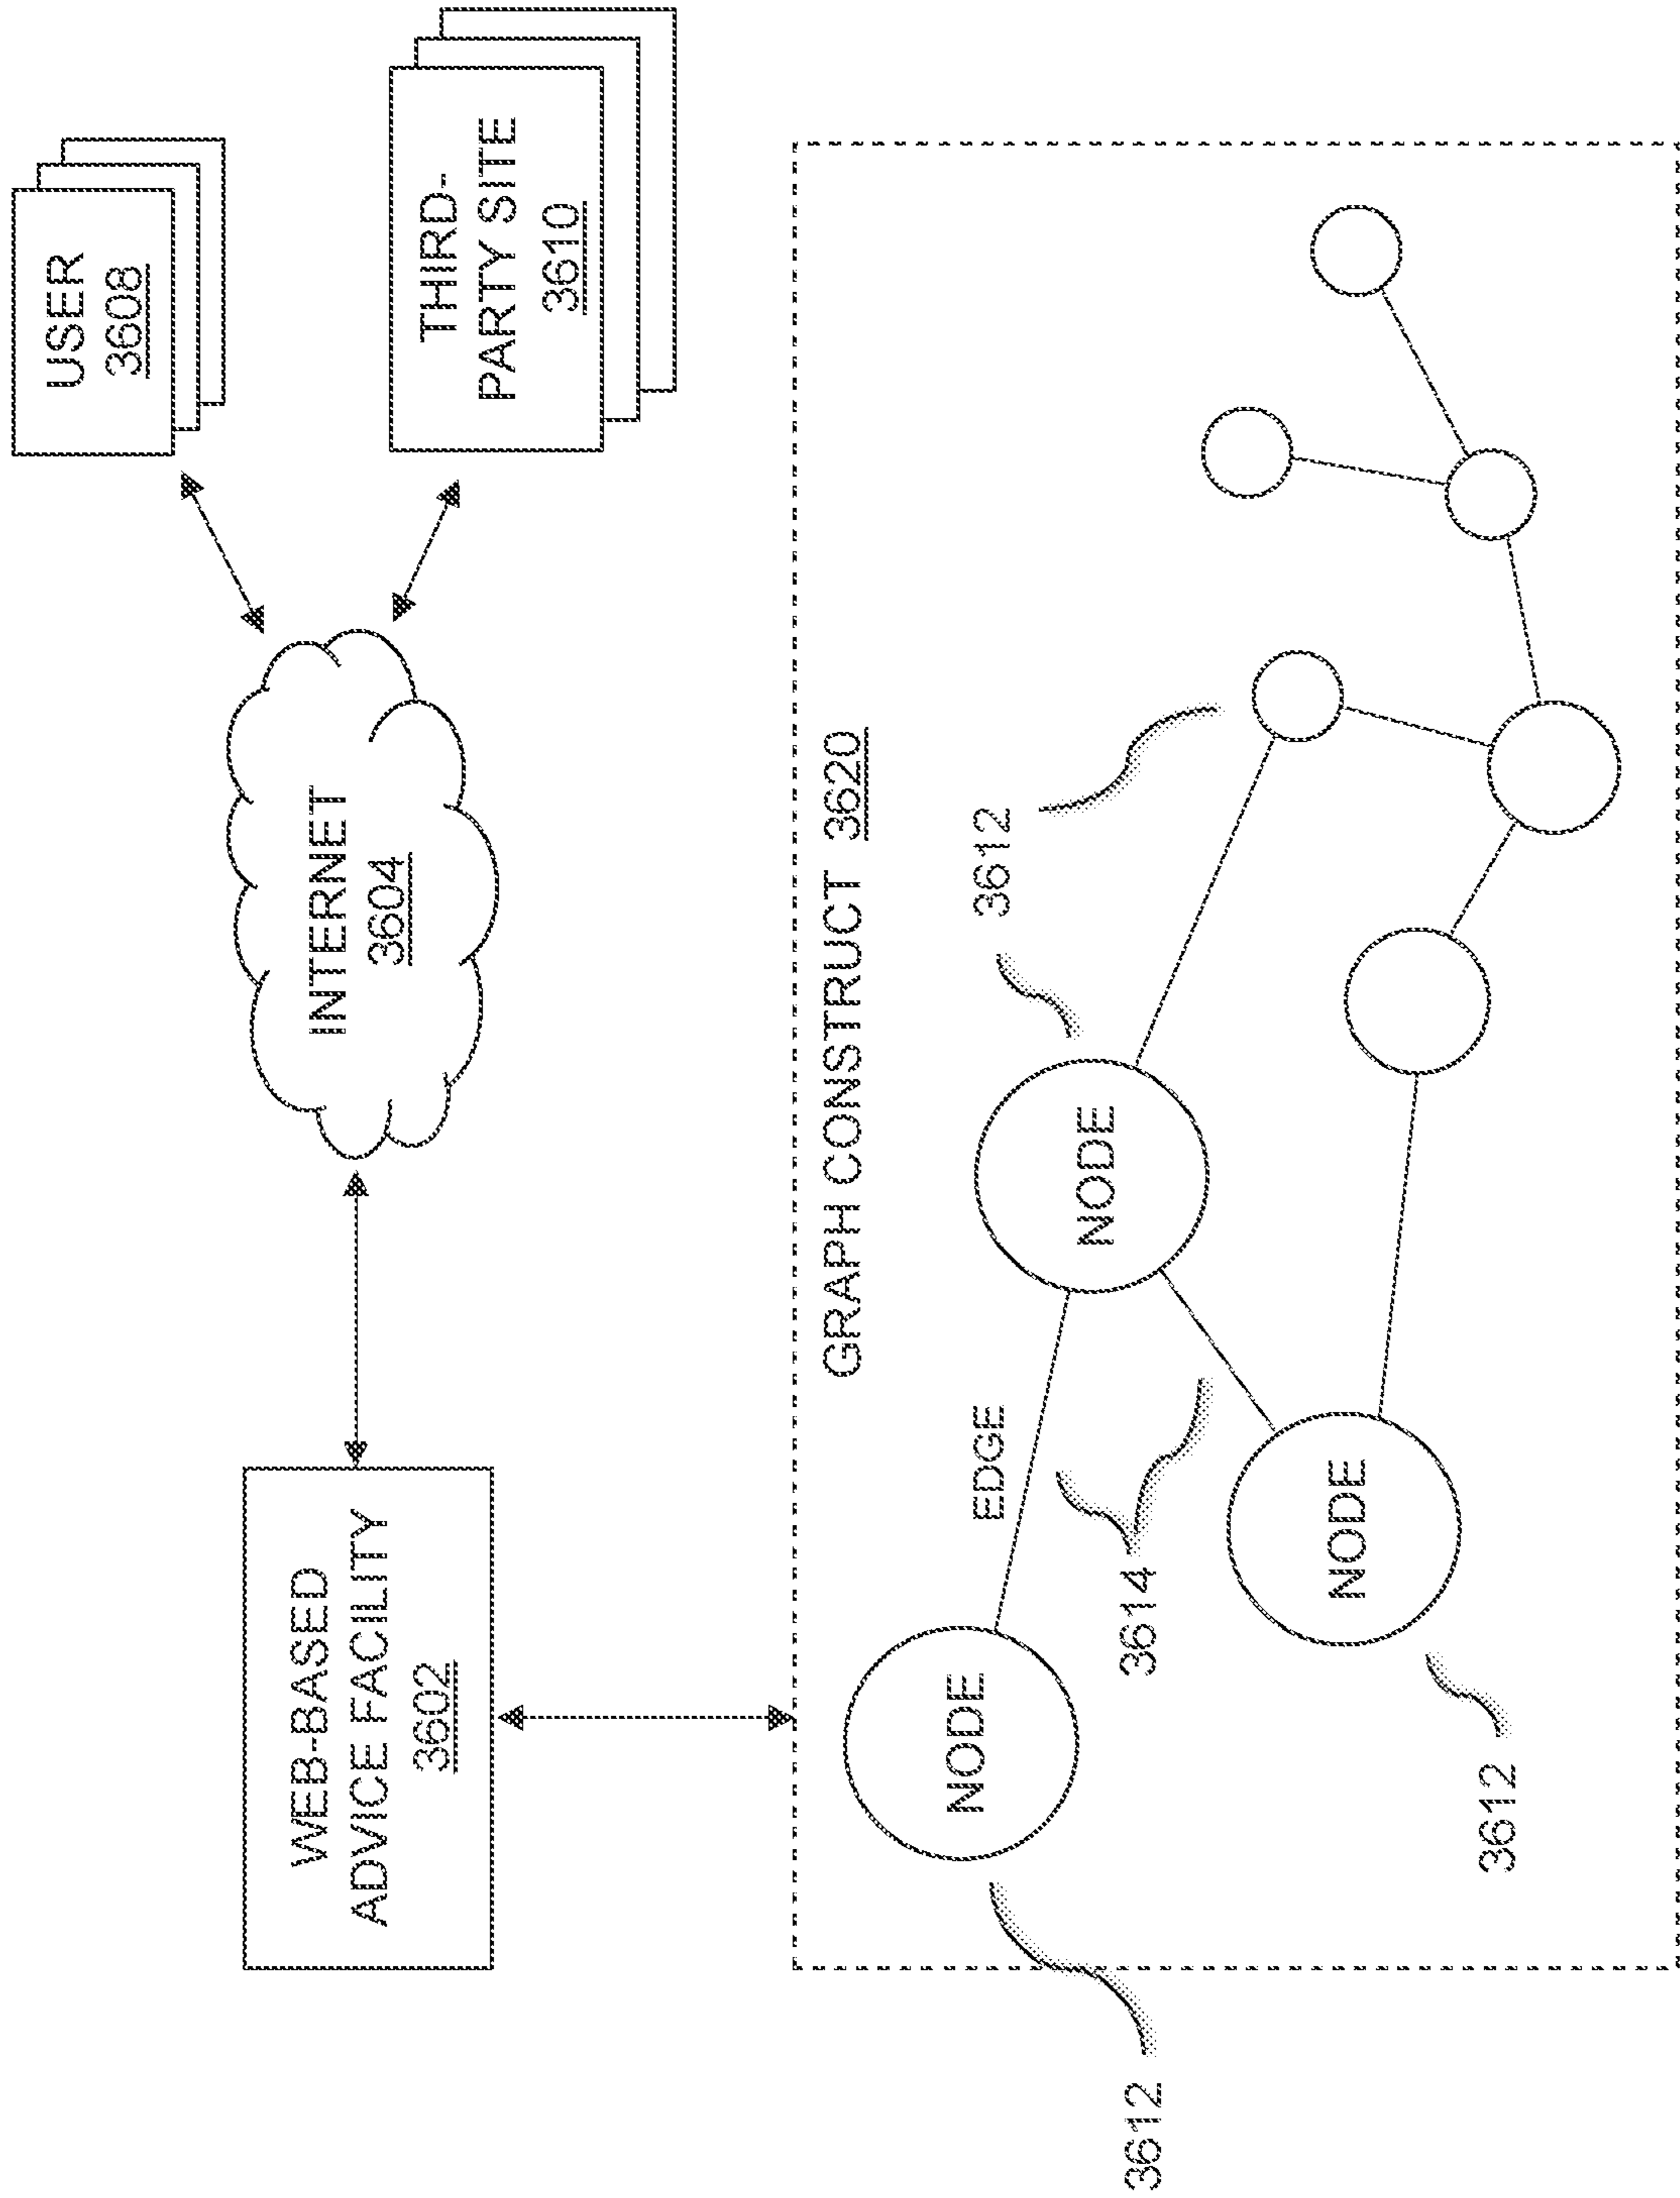 USER
3608
THIRD-
PARTY SITE
3610
INTERNET
3604
WEB-BASED
ADVICE FACILITY
3602
GRAPH CONSTRUCT 3620
3612
NODE
EDGE
NODE
3614
NODE
3612
3612